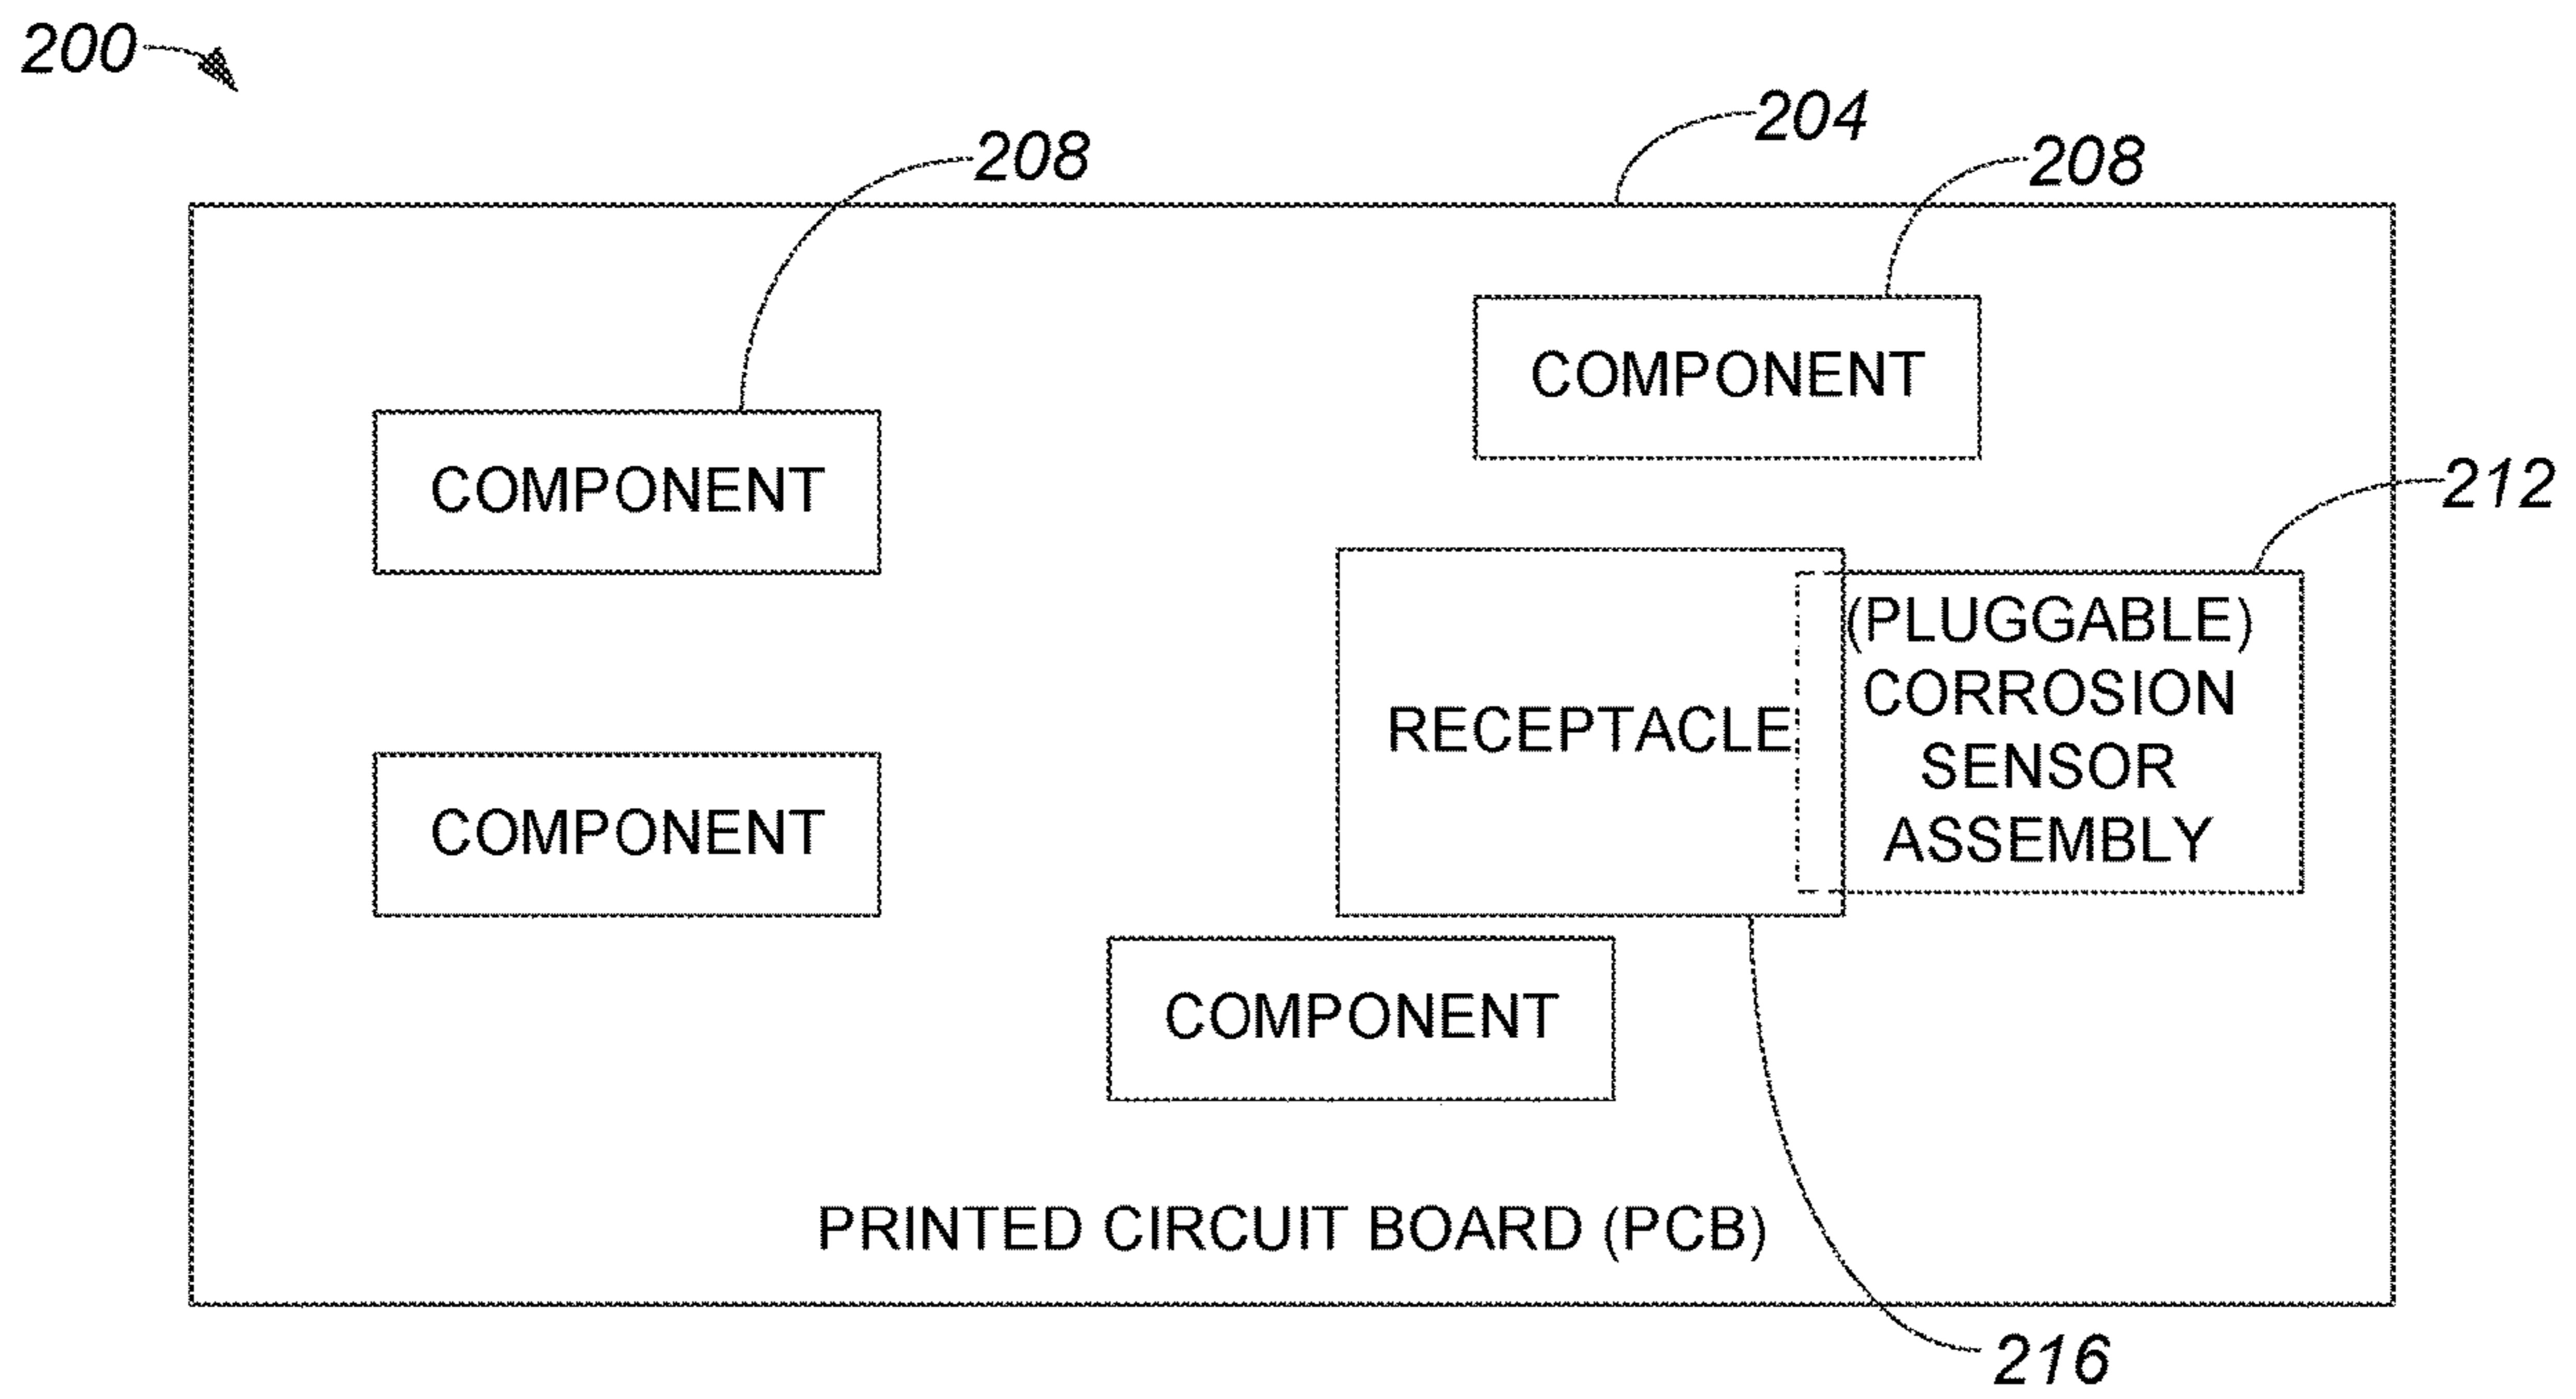 200
204
208
208
COMPONENT
COMPONENT
212
(PLUGGABLE)
CORROSION
SENSOR
ASSEMBLY
RECEPTACLE
COMPONENT
COMPONENT
PRINTED CIRCUIT BOARD (PCB)
216